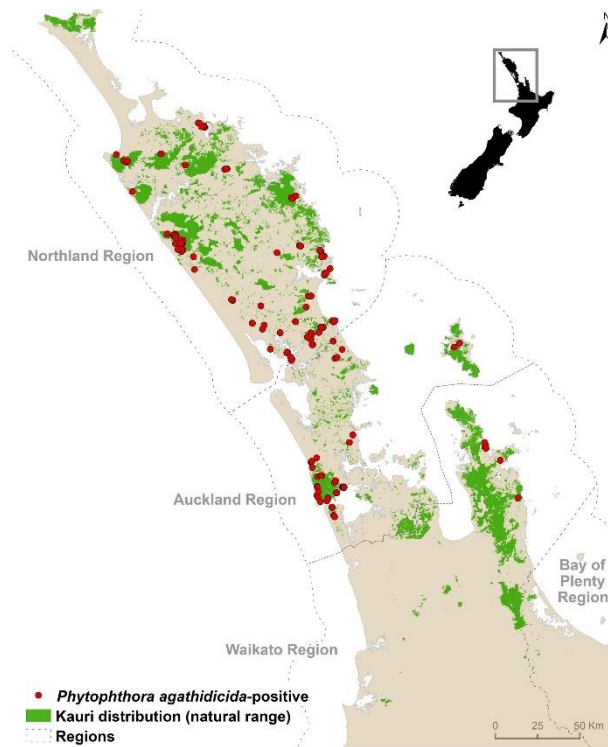 N
Northland Region
Auckland Region
Bay of
Plenty
Region
Waikato Region
Phytophthora agathidicida-positive
Kauri distribution (natural range)
Regions
0 25 50 Km